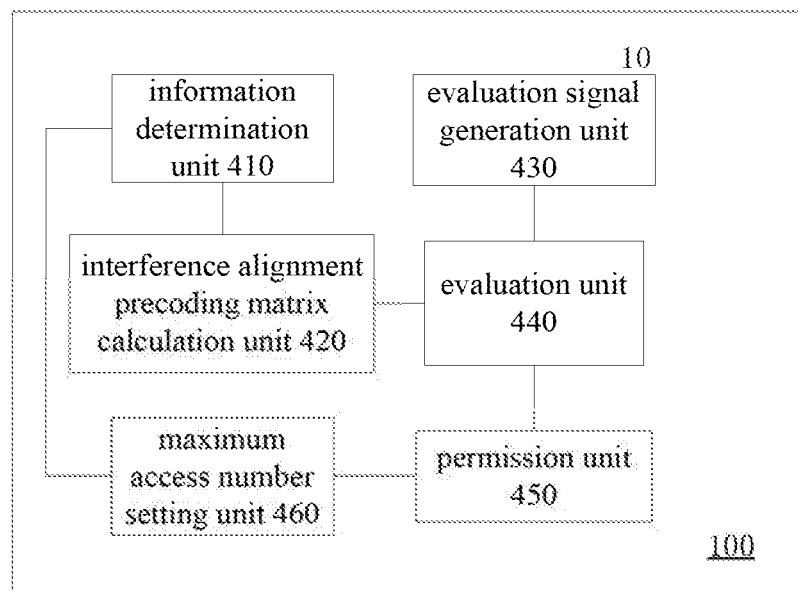 10
information
determination
unit 410
evaluation signal
generation unit
430
interference alignment
precoding matrix
calculation unit 420
evaluation unit
440
maximum
access number
setting unit 460
permission unit
450
100